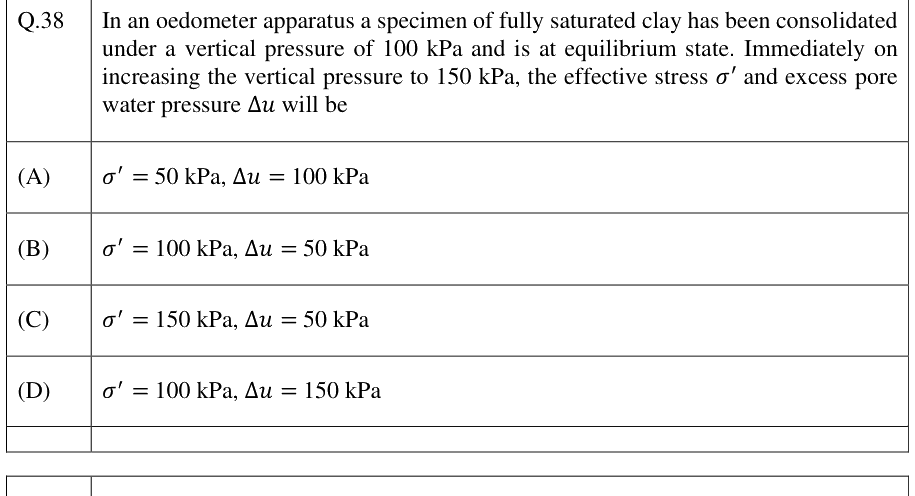 Q.38 In an oedometer apparatus a specimen of fully saturated clay has been consolidated
under a vertical pressure of 100 kPa and is at equilibrium state. Immediately on
increasing the vertical pressure to 150 kPa, the effective stress σ′ and excess pore
water pressure Δu will be
(A) σ′ = 50 kPa, Δu = 100 kPa
(B) σ′ = 100 kPa, Δu = 50 kPa
(C) σ′ = 150 kPa, Δu = 50 kPa
(D) σ′ = 100 kPa, Δu = 150 kPa